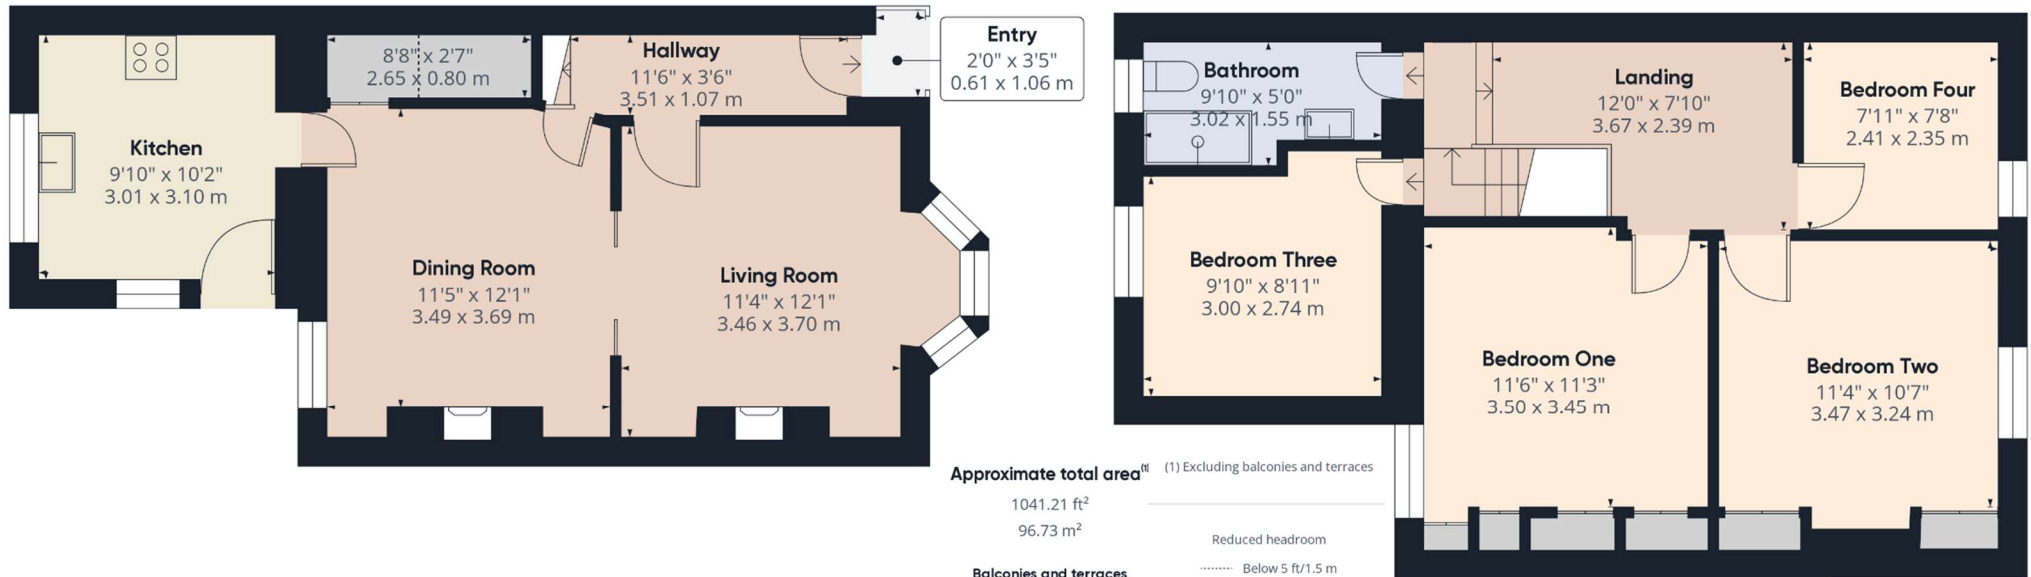 Kitchen
9'10" x 10'2"
3.01 x 3.10 m
8'8" x 2'7"
2.65 x 0.80 m
Hallway
11'6" x 3'6"
3.51 x 1.07 m
Entry
2'0" x 3'5"
0.61 x 1.06 m
Dining Room
11'5" x 12'1"
3.49 x 3.69 m
Living Room
11'4" x 12'1"
3.46 x 3.70 m
Bathroom
9'10" x 5'0"
3.02 x 1.55 m
Landing
12'0" x 7'10"
3.67 x 2.39 m
Bedroom Four
7'11" x 7'8"
2.41 x 2.35 m
Bedroom Three
9'10" x 8'11"
3.00 x 2.74 m
Bedroom One
11'6" x 11'3"
3.50 x 3.45 m
Bedroom Two
11'4" x 10'7"
3.47 x 3.24 m
Approximate total area⁽¹⁾
1041.21 ft²
96.73 m²
Balconies and terraces
(1) Excluding balconies and terraces
Reduced headroom
Below 5 ft/1.5 m